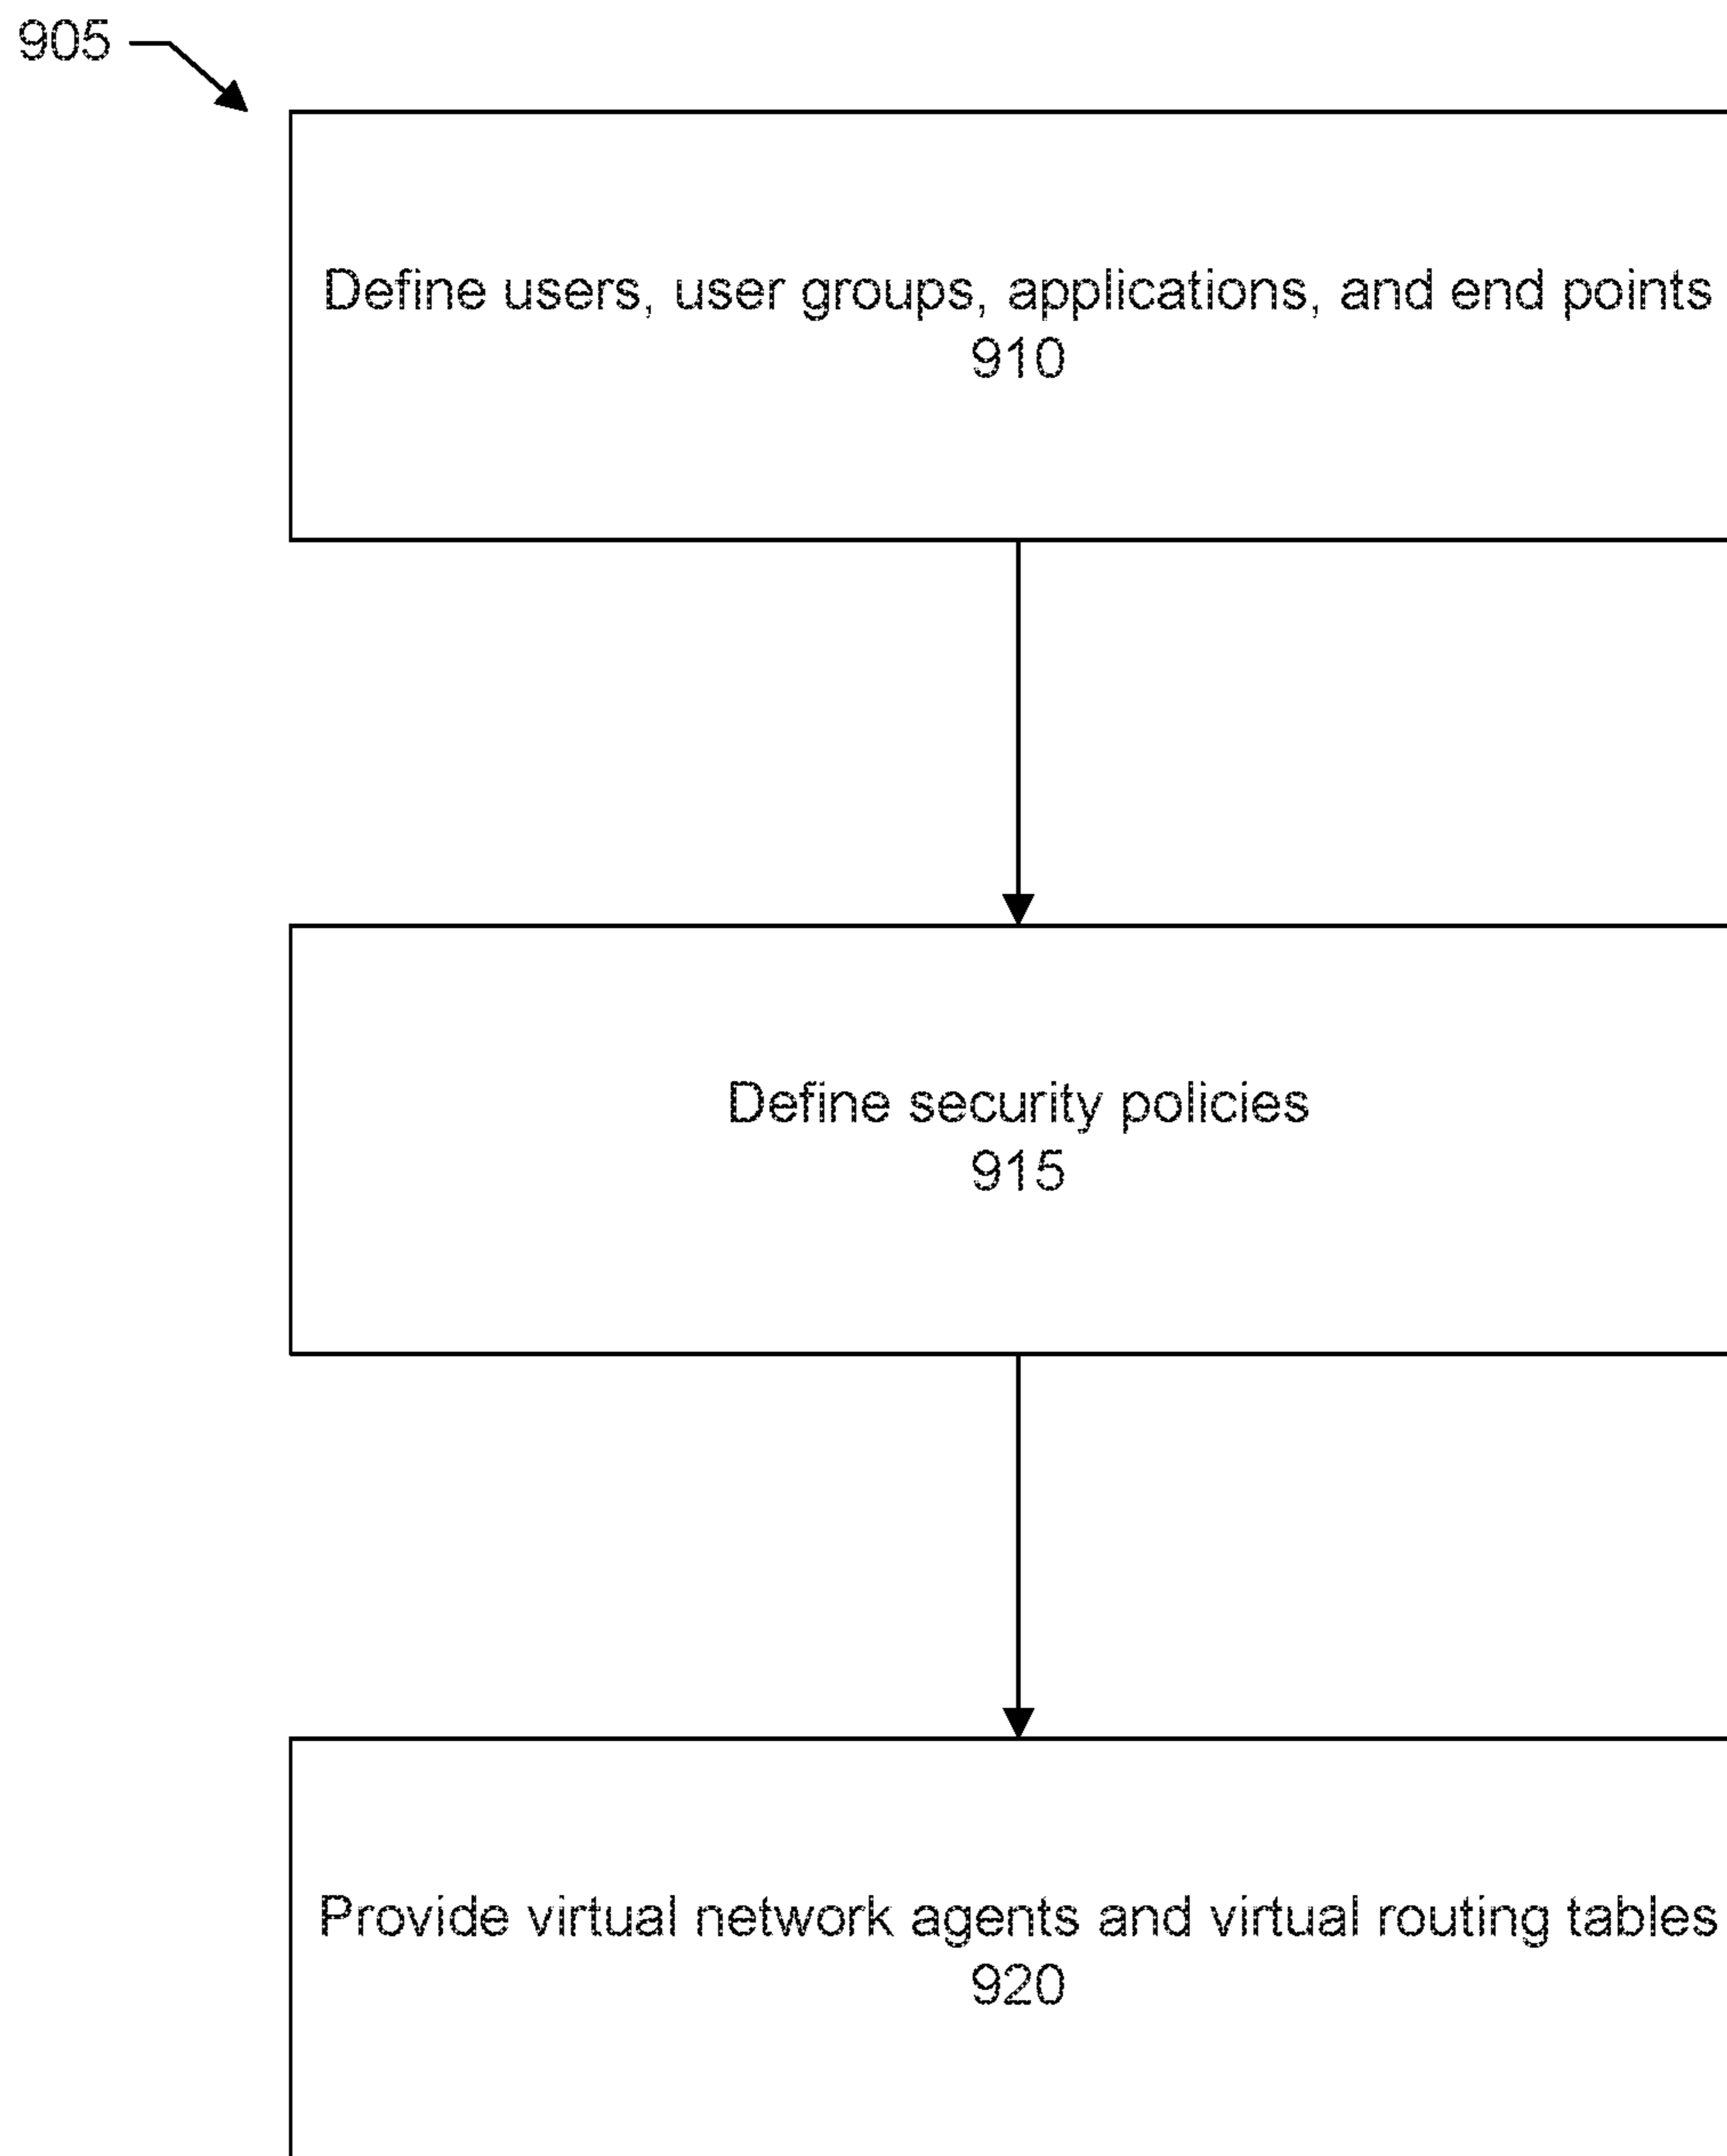 905
Define users, user groups, applications, and end points
910
Define security policies
915
Provide virtual network agents and virtual routing tables
920